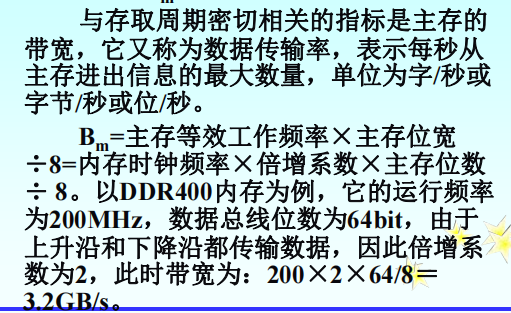 与存取周期密切相关的指标是主存的
带宽，它又称为数据传输率，表示每秒从
主存进出信息的最大数量，单位为字/秒或
字节/秒或位/秒。
Bm=主存等效工作频率×主存位宽
÷8=内存时钟频率×倍增系数×主存位数
÷ 8。以DDR400内存为例，它的运行频率
为200MHz，数据总线位数为64bit，由于
上升沿和下降沿都传输数据，因此倍增系
数为2，此时带宽为：200×2×64/8＝
3.2GB/s。